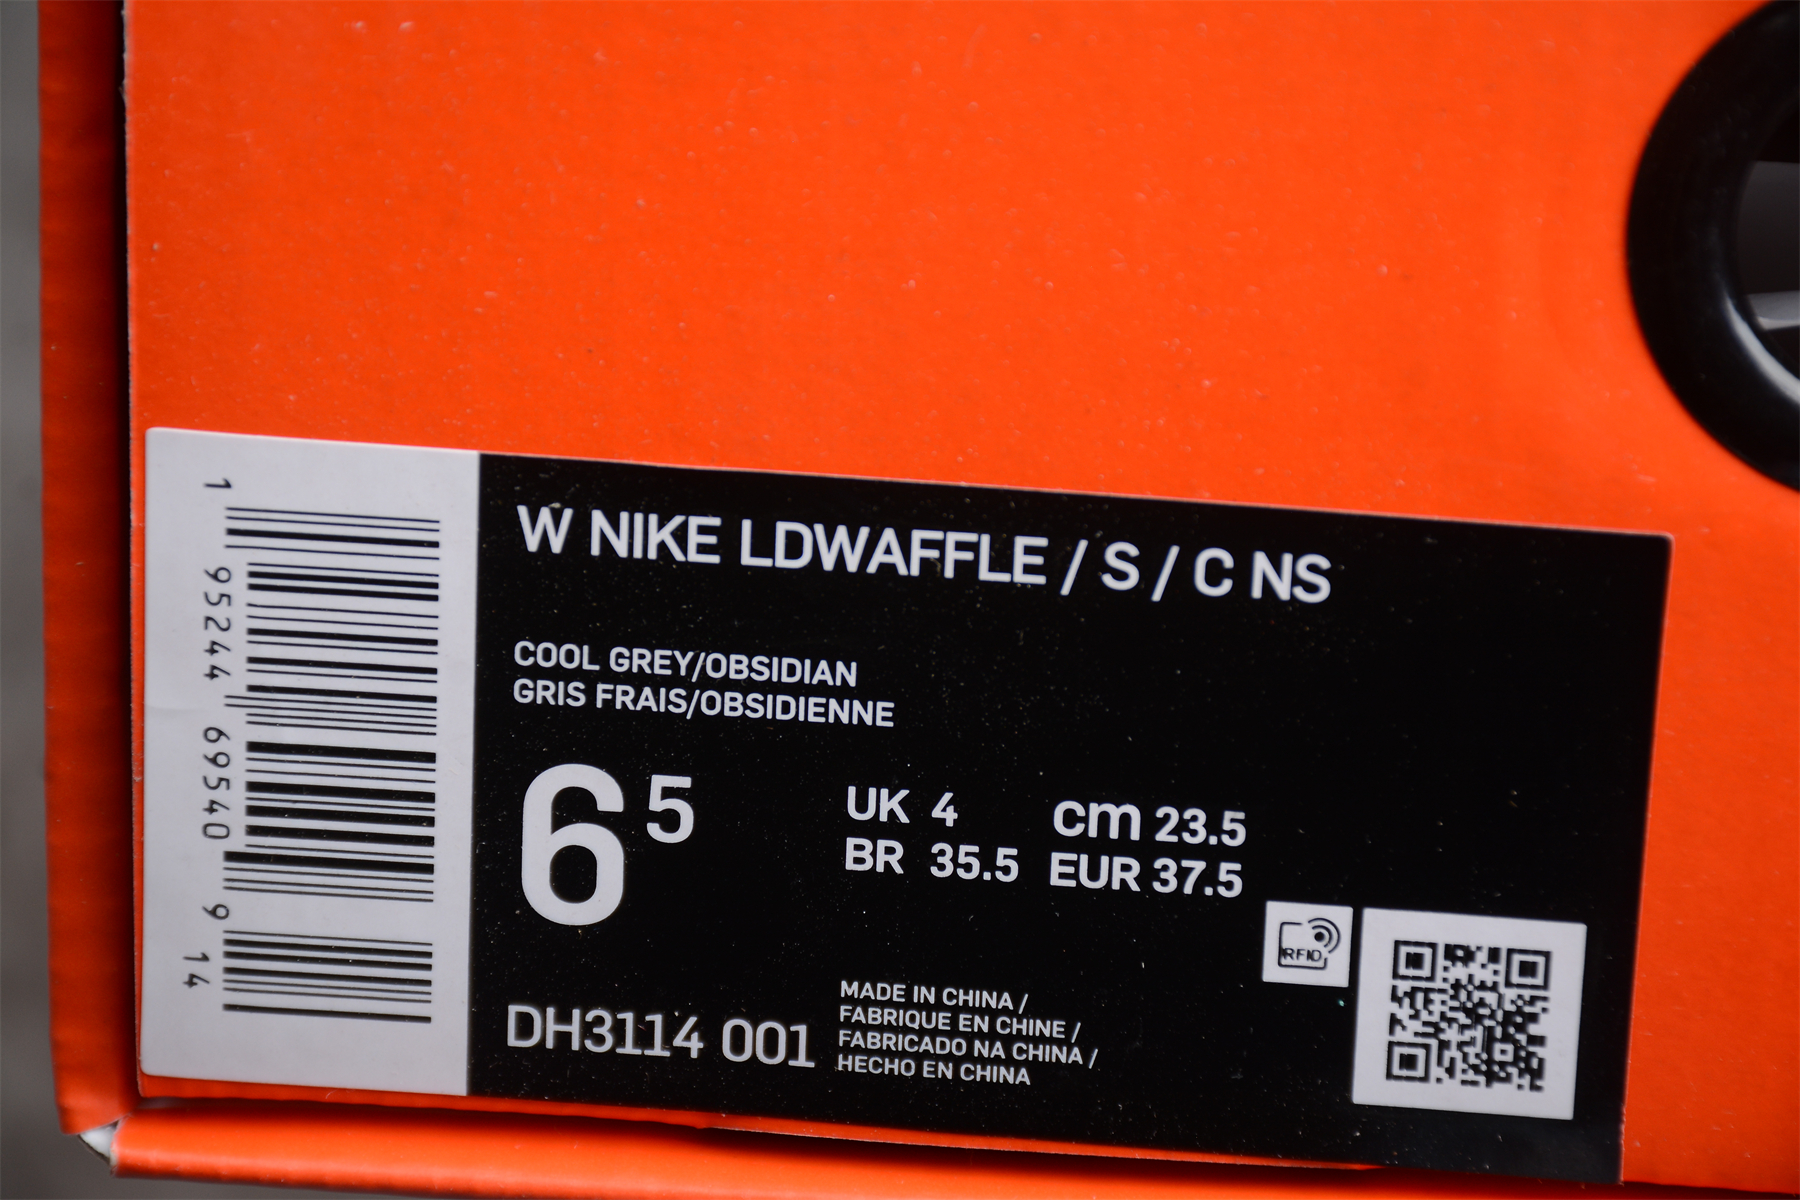 W NIKE LDWAFFLE / S / C NS
COOL GREY/OBSIDIAN
GRIS FRAIS/OBSIDIENNE
6 5
UK 4 cm 23.5
BR 35.5 EUR 37.5
RFID
DH3114 001
MADE IN CHINA /
FABRIQUE EN CHINE /
FABRICADO NA CHINA /
HECHO EN CHINA
1 95244 69540 9 14